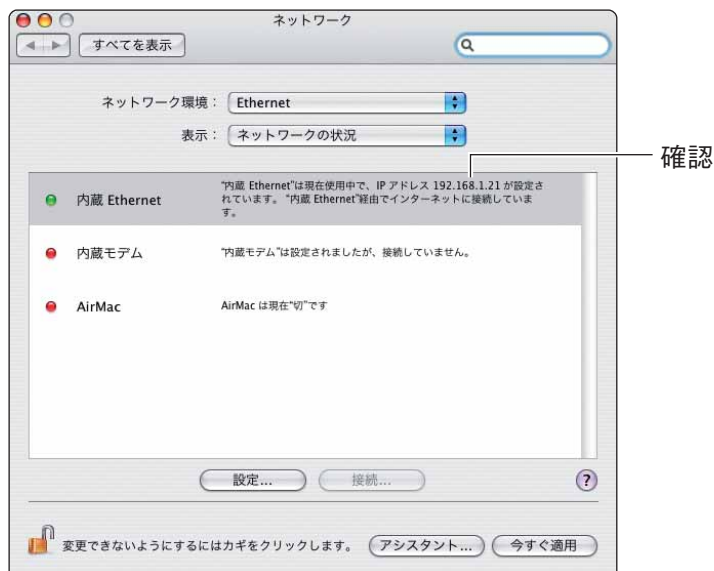 ネットワーク
すべてを表示
ネットワーク環境： Ethernet
表示： ネットワークの状況
確認
内蔵 Ethernet
"内蔵 Ethernet"は現在使用中で、IP アドレス 192.168.1.21 が設定さ
れています。 "内蔵 Ethernet"経由でインターネットに接続していま
す。
内蔵モデム
"内蔵モデム"は設定されましたが、接続していません。
AirMac
AirMac は現在"切"です
設定...
接続...
?
変更できないようにするにはカギをクリックします。
アシスタント...
今すぐ適用